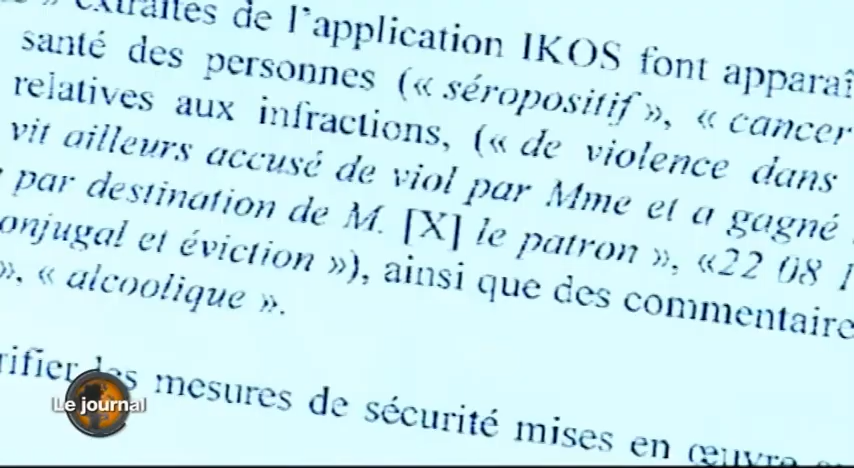 » extraites de l'application IKOS font apparaî
santé des personnes (« séropositif », « cancer
relatives aux infractions, (« de violence dans
vit ailleurs accusé de viol par Mme et a gagné
par destination de M. [X] le patron », «22 08 1
onjugal et éviction »), ainsi que des commentaire
», « alcoolique ».
rifier les mesures de sécurité mises en œuvre
Le journal